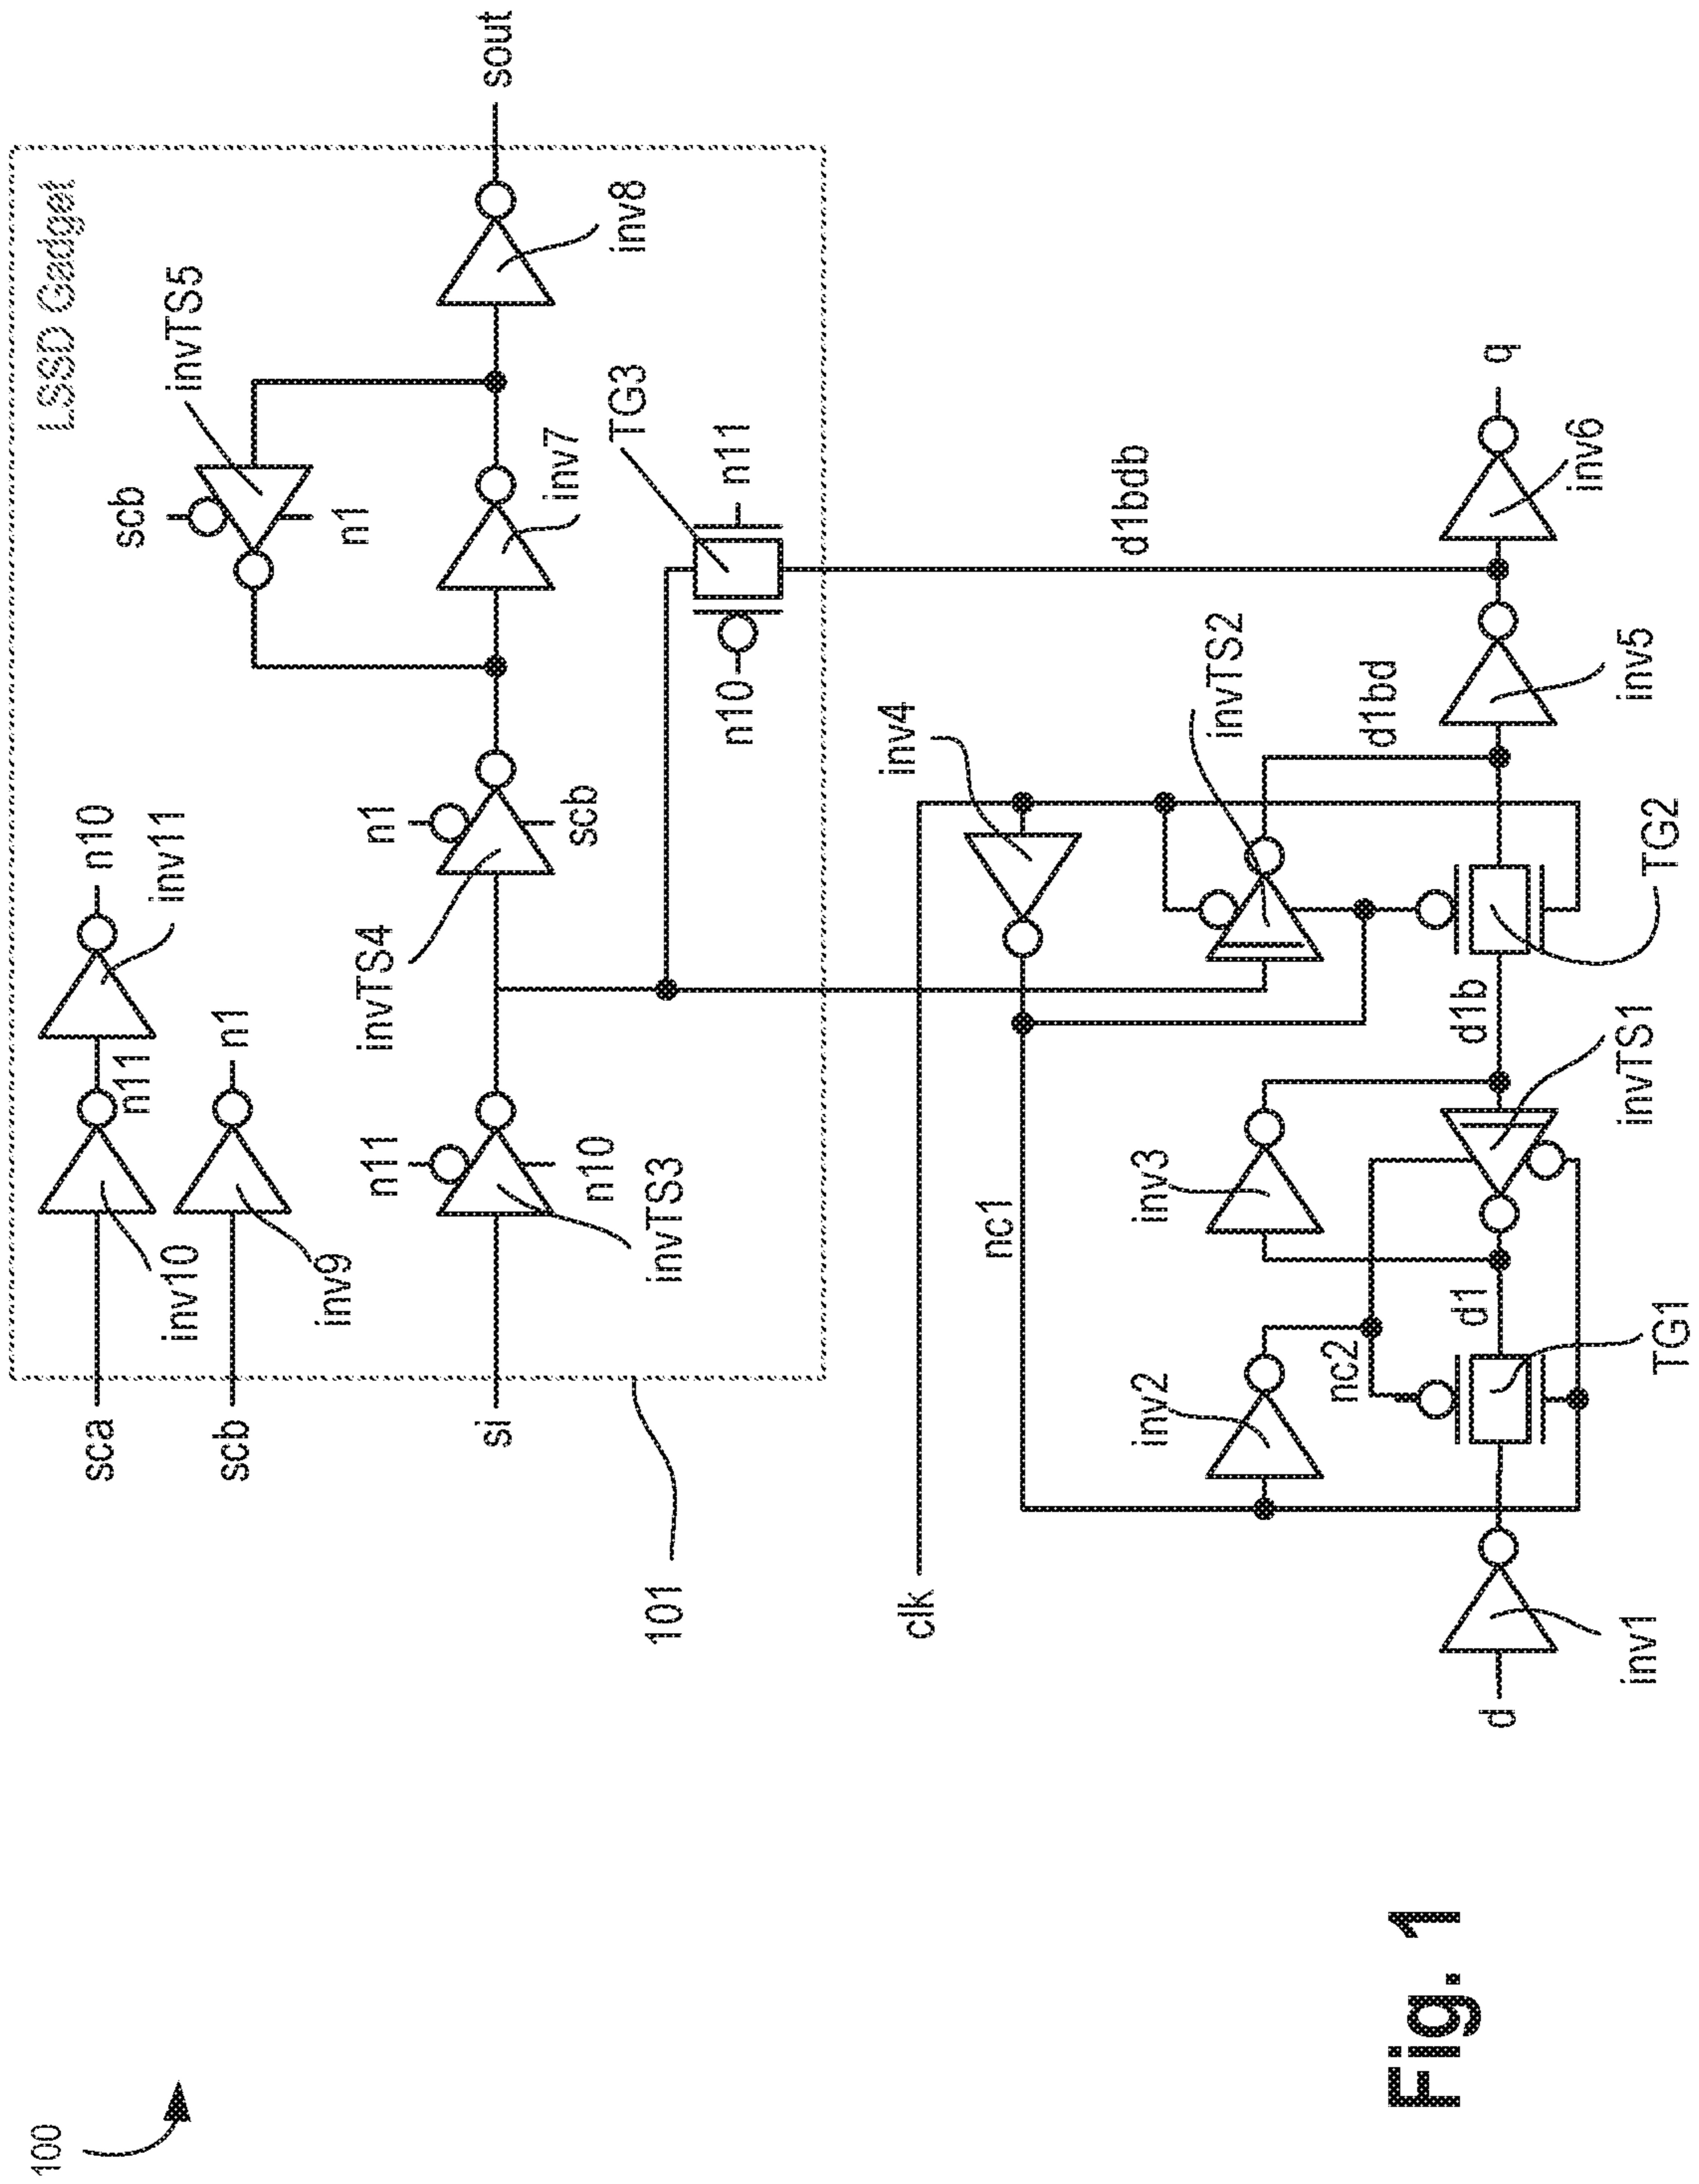 100
LSSD Gadget
sca
inv10
n11
inv11
n10
scb
inv9
n1
scb
invTS5
n1
si
n11
n10
invTS3
invTS4
n1
scb
inv7
inv8
sout
TG3
n10
n11
101
clk
nc1
inv4
invTS2
d1bdb
inv2
nc2
inv3
d
inv1
d1
TG1
invTS1
d1b
TG2
d1bd
inv5
inv6
q
Fig. 1